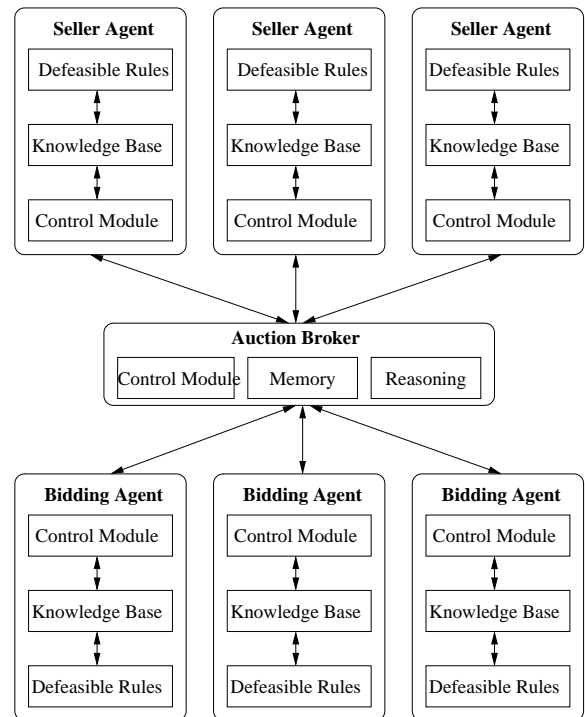 Seller Agent
Defeasible Rules
Knowledge Base
Control Module
Seller Agent
Defeasible Rules
Knowledge Base
Control Module
Seller Agent
Defeasible Rules
Knowledge Base
Control Module
Auction Broker
Control Module
Memory
Reasoning
Bidding Agent
Control Module
Knowledge Base
Defeasible Rules
Bidding Agent
Control Module
Knowledge Base
Defeasible Rules
Bidding Agent
Control Module
Knowledge Base
Defeasible Rules